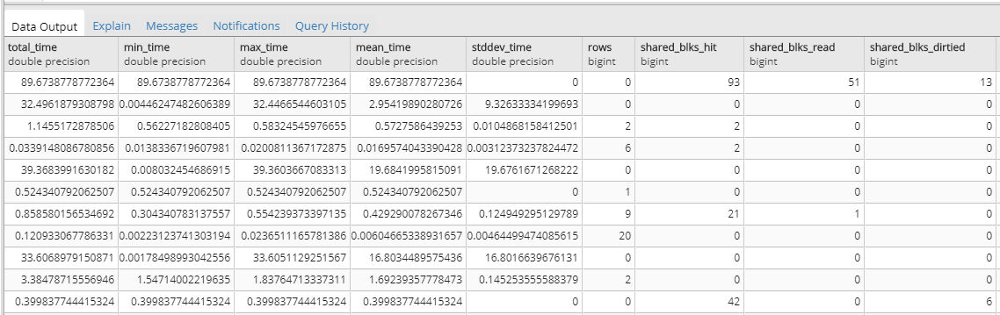 Data Output Explain Messages Notifications Query History
total_time min_time max_time mean_time stddev_time rows shared_blks_hit shared_blks_read shared_blks_dirtied
double precision double precision double precision double precision double precision bigint bigint bigint bigint
89.6738778772364 89.6738778772364 89.6738778772364 89.6738778772364 0 0 93 51 13
32.4961879308798 0.00446247482606389 32.4466544603105 2.95419890280726 9.32633334199693 0 0 0 0
1.1455172878506 0.56227182808405 0.58324545976655 0.5727586439253 0.0104868158412501 2 2 0 0
0.0339148086780856 0.0138336719607981 0.0200811367172875 0.0169574043390428 0.00312373237824472 6 2 0 0
39.3683991630182 0.008032454686915 39.3603667083313 19.6841995815091 19.6761671268222 0 0 0 0
0.524340792062507 0.524340792062507 0.524340792062507 0.524340792062507 0 1 0 0 0
0.858580156534692 0.304340783137557 0.554239373397135 0.429290078267346 0.124949295129789 9 21 1 0
0.120933067786331 0.00223123741303194 0.0236511165781386 0.00604665338931657 0.00464499474085615 20 0 0 0
33.6068979150871 0.00178498993042556 33.6051129251567 16.8034489575436 16.8016639676131 0 0 0 0
3.38478715556946 1.54714002219635 1.83764713337311 1.69239357778473 0.145253555588379 2 0 0 0
0.399837744415324 0.399837744415324 0.399837744415324 0.399837744415324 0 0 42 0 6